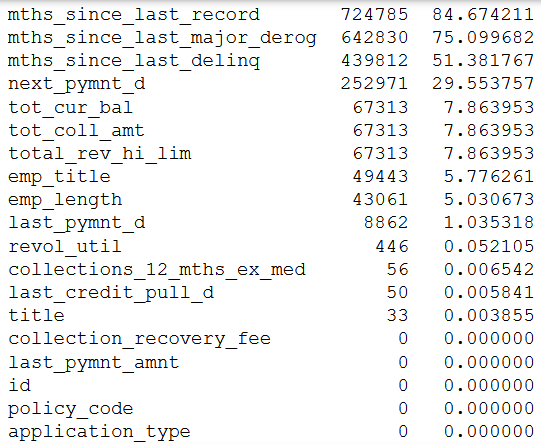 mths_since_last_record 724785 84.674211
mths_since_last_major_derog 642830 75.099682
mths_since_last_delinq 439812 51.381767
next_pymnt_d 252971 29.553757
tot_cur_bal 67313 7.863953
tot_coll_amt 67313 7.863953
total_rev_hi_lim 67313 7.863953
emp_title 49443 5.776261
emp_length 43061 5.030673
last_pymnt_d 8862 1.035318
revol_util 446 0.052105
collections_12_mths_ex_med 56 0.006542
last_credit_pull_d 50 0.005841
title 33 0.003855
collection_recovery_fee 0 0.000000
last_pymnt_amnt 0 0.000000
id 0 0.000000
policy_code 0 0.000000
application_type 0 0.000000